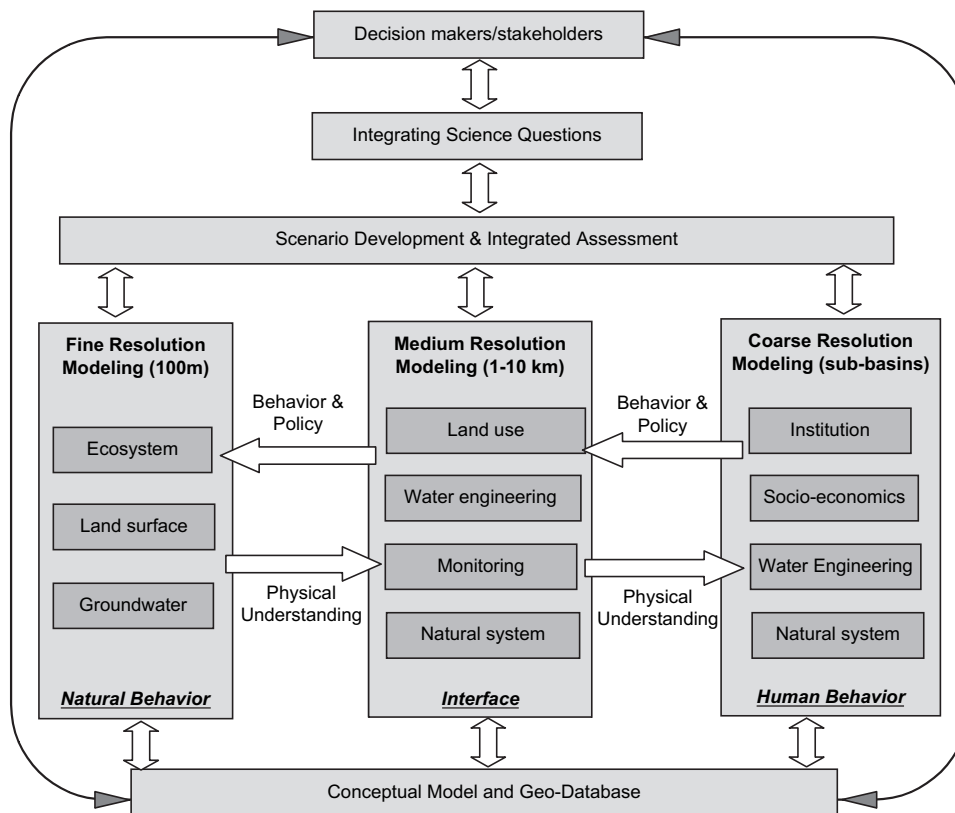 Decision makers/stakeholders
Integrating Science Questions
Scenario Development & Integrated Assessment
Fine Resolution
Modeling (100m)
Ecosystem
Land surface
Groundwater
Natural Behavior
Behavior &
Policy
Physical
Understanding
Medium Resolution
Modeling (1-10 km)
Land use
Water engineering
Monitoring
Natural system
Interface
Behavior &
Policy
Physical
Understanding
Coarse Resolution
Modeling (sub-basins)
Institution
Socio-economics
Water Engineering
Natural system
Human Behavior
Conceptual Model and Geo-Database